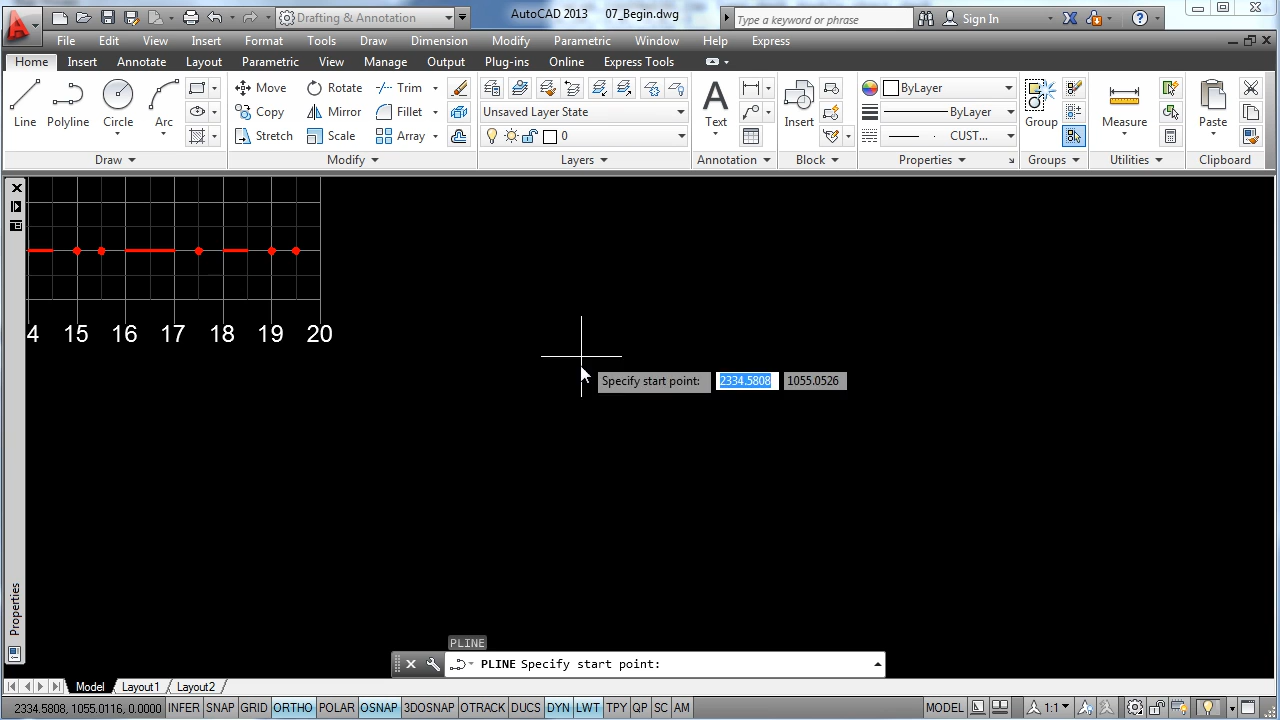 Drafting & Annotation
AutoCAD 2013 07_Begin.dwg
Type a keyword or phrase
Sign In
File Edit View Insert Format Tools Draw Dimension Modify Parametric Window Help Express
Home Insert Annotate Layout Parametric View Manage Output Plug-ins Online Express Tools
Line Polyline Circle Arc
Move Rotate Trim
Copy Mirror Fillet
Stretch Scale Array
Unsaved Layer State
0
Text
Insert
ByLayer
ByLayer
CUST...
Group
Measure
Paste
Draw Modify Layers Annotation Block Properties Groups Utilities Clipboard
4 15 16 17 18 19 20
Specify start point: 2334.5808 1055.0526
Properties
PLINE
PLINE Specify start point:
Model Layout1 Layout2
2334.5808, 1055.0116, 0.0000 INFER SNAP GRID ORTHO POLAR OSNAP 3DOSNAP OTRACK DUCS DYN LWT TPY QP SC AM MODEL 1:1